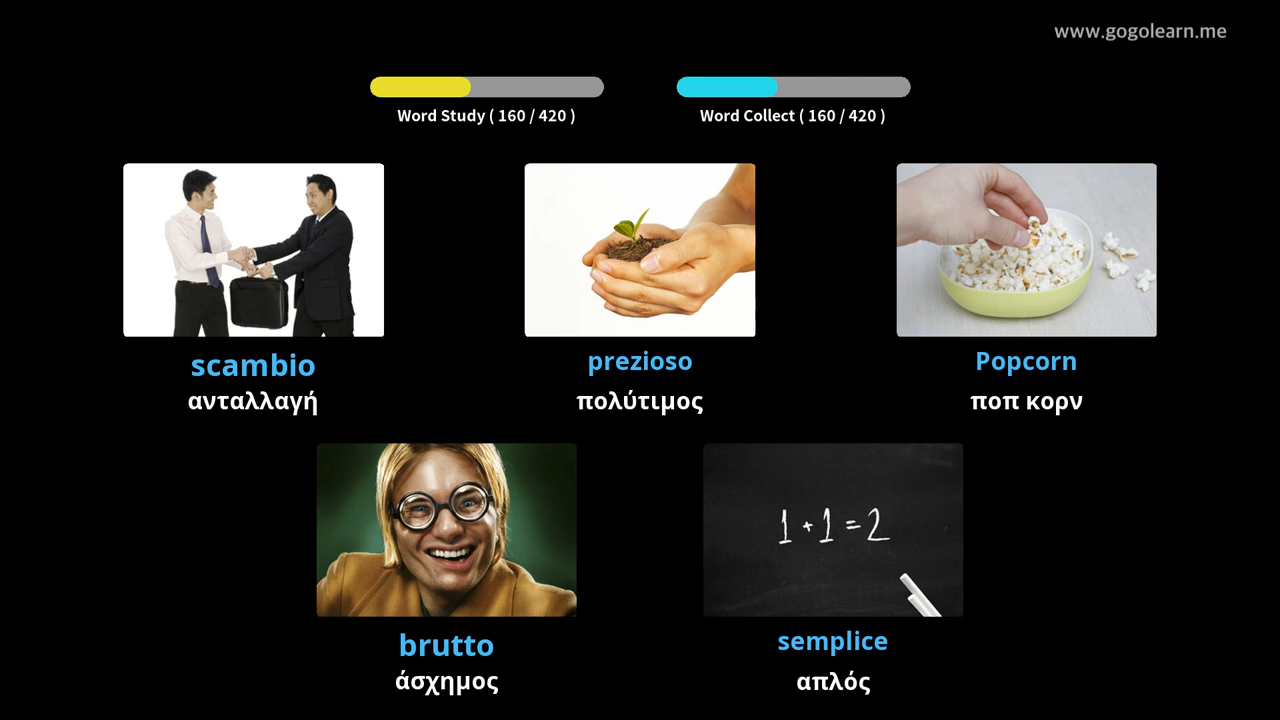 www.gogolearn.me
Word Study ( 160 / 420 )
Word Collect ( 160 / 420 )
scambio
ανταλλαγή
prezioso
πολύτιμος
Popcorn
ποπ κορν
1 + 1 = 2
brutto
άσχημος
semplice
απλός